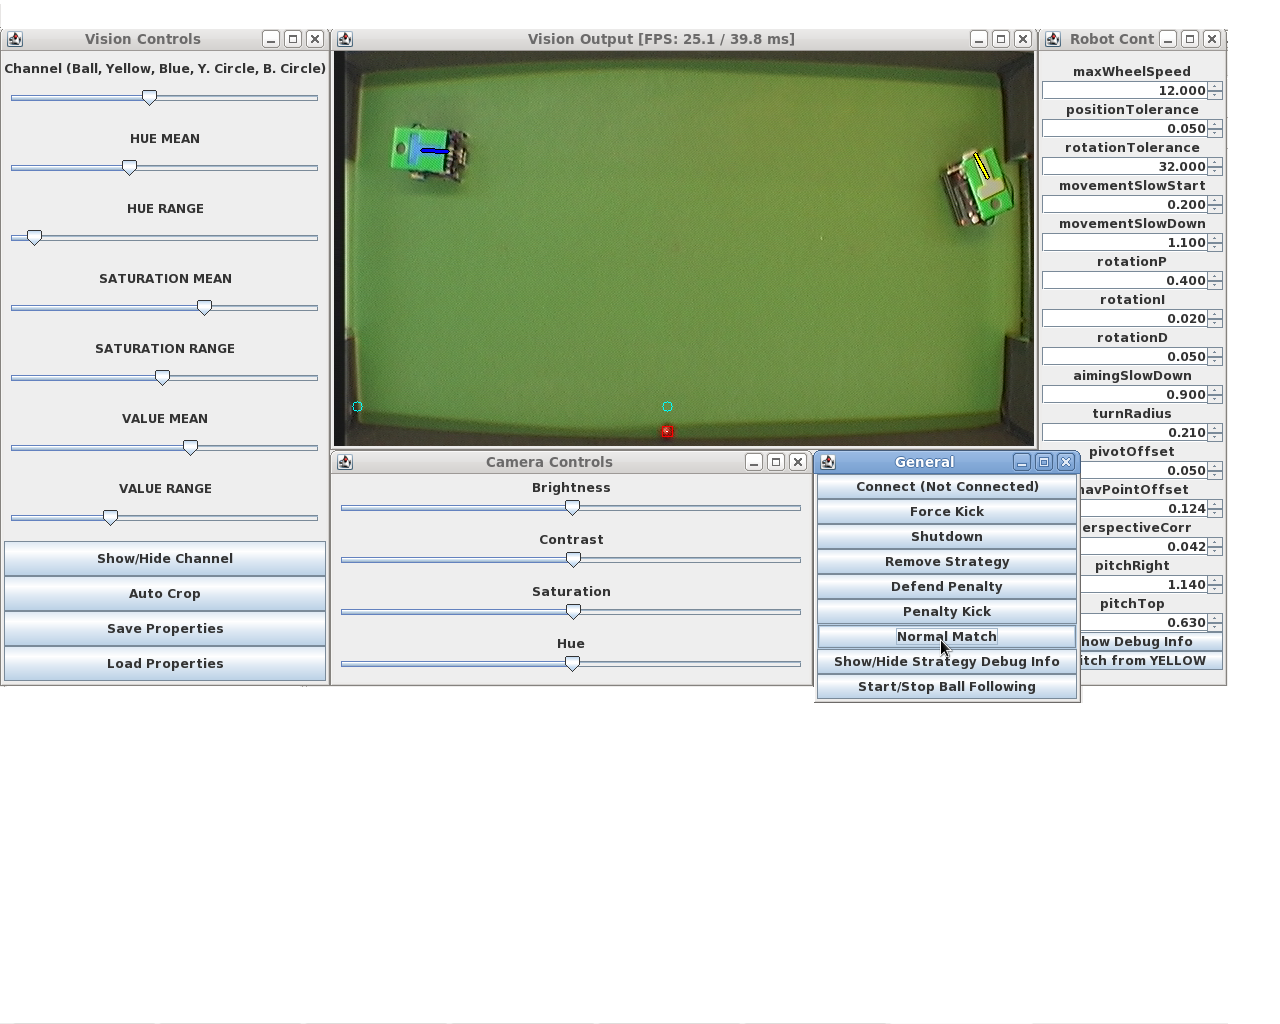 Vision Controls
Channel (Ball, Yellow, Blue, Y. Circle, B. Circle)
HUE MEAN
HUE RANGE
SATURATION MEAN
SATURATION RANGE
VALUE MEAN
VALUE RANGE
Show/Hide Channel
Auto Crop
Save Properties
Load Properties
Vision Output [FPS: 25.1 / 39.8 ms]
Camera Controls
Brightness
Contrast
Saturation
Hue
General
Connect (Not Connected)
Force Kick
Shutdown
Remove Strategy
Defend Penalty
Penalty Kick
Normal Match
Show/Hide Strategy Debug Info
Start/Stop Ball Following
Robot Cont
maxWheelSpeed
12.000
positionTolerance
0.050
rotationTolerance
32.000
movementSlowStart
0.200
movementSlowDown
1.100
rotationP
0.400
rotationI
0.020
rotationD
0.050
aimingSlowDown
0.900
turnRadius
0.210
pivotOffset
0.050
navPointOffset
0.124
erspectiveCorr
0.042
pitchRight
1.140
pitchTop
0.630
how Debug Info
itch from YELLOW